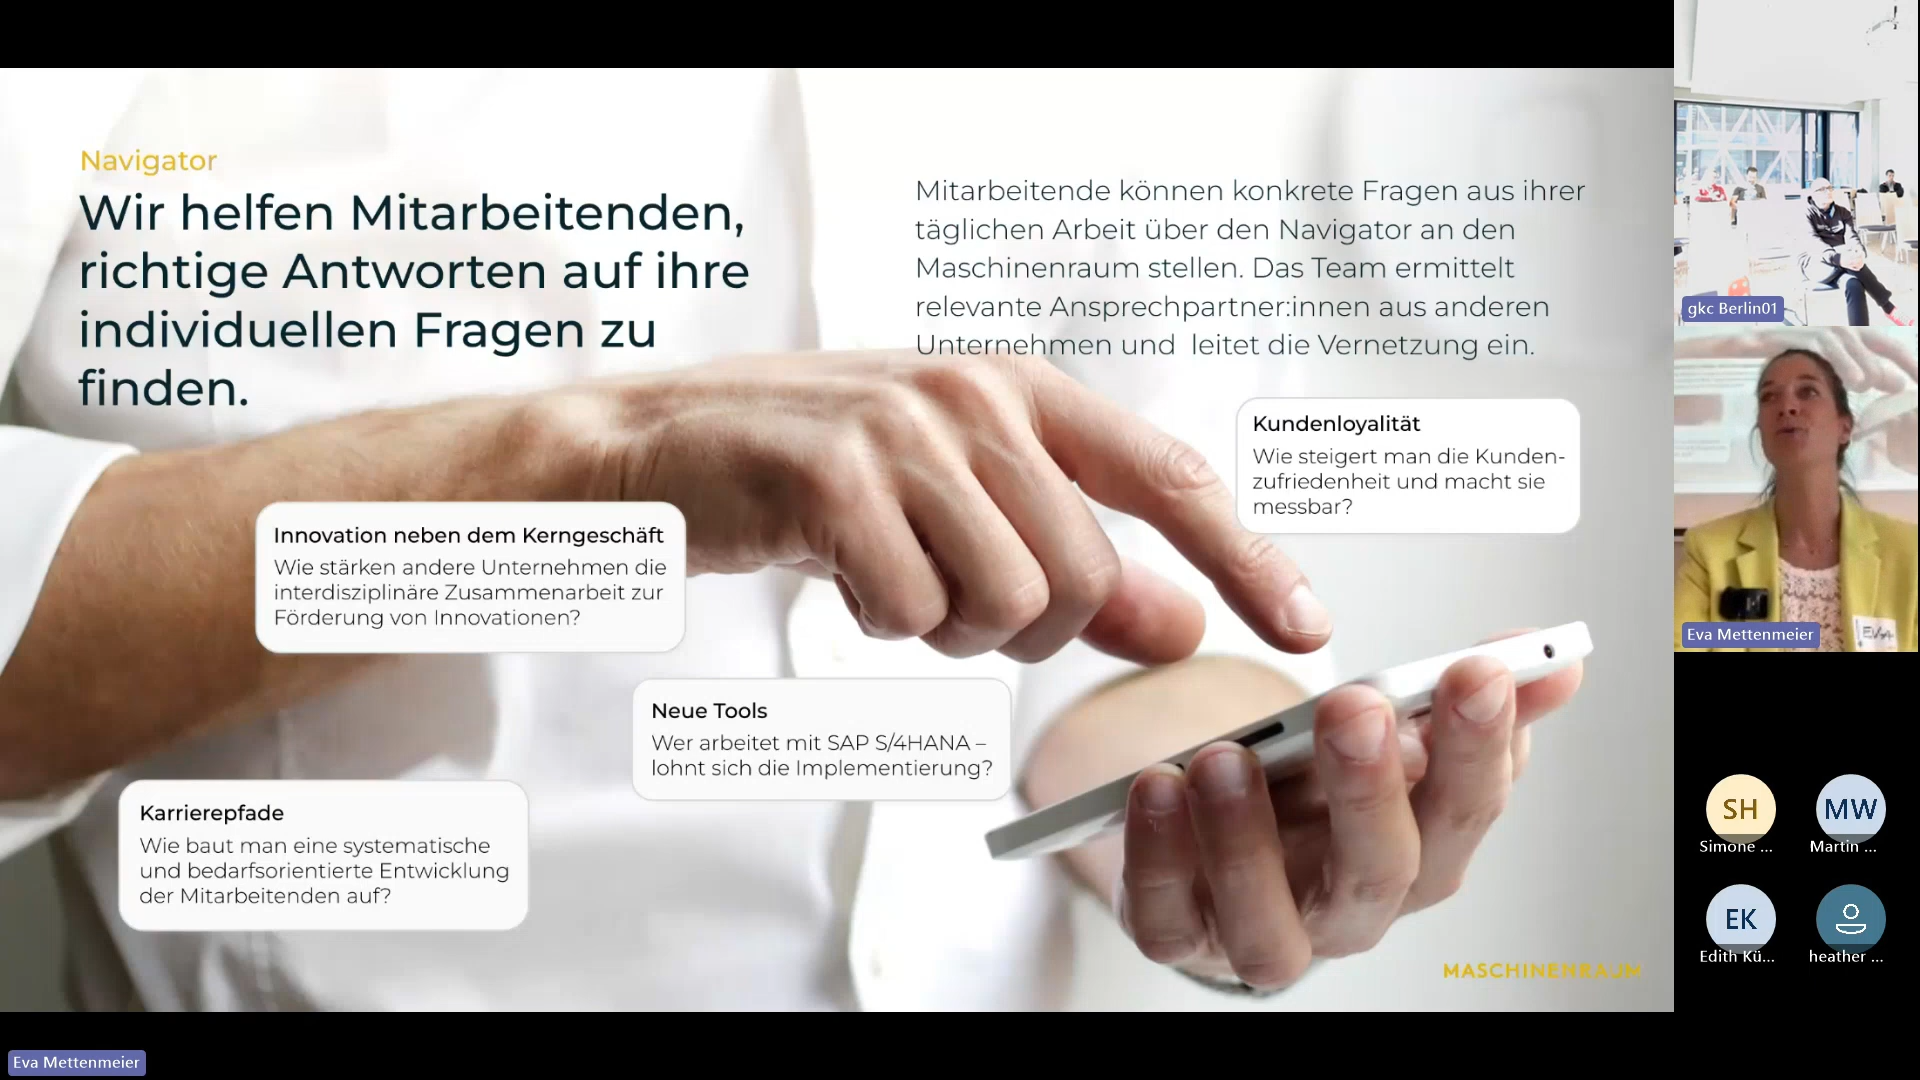 Navigator
Wir helfen Mitarbeitenden,
richtige Antworten auf ihre
individuellen Fragen zu
finden.
Mitarbeitende können konkrete Fragen aus ihrer
täglichen Arbeit über den Navigator an den
Maschinenraum stellen. Das Team ermittelt
relevante Ansprechpartner:innen aus anderen
Unternehmen und leitet die Vernetzung ein.
Kundenloyalität
Wie steigert man die Kunden-
zufriedenheit und macht sie
messbar?
Innovation neben dem Kerngeschäft
Wie stärken andere Unternehmen die
interdisziplinäre Zusammenarbeit zur
Förderung von Innovationen?
Neue Tools
Wer arbeitet mit SAP S/4HANA –
lohnt sich die Implementierung?
Karrierepfade
Wie baut man eine systematische
und bedarfsorientierte Entwicklung
der Mitarbeitenden auf?
MASCHINENRAUM
gkc Berlin01
Eva Mettenmeier
SH
Simone ...
MW
Martin ...
EK
Edith Kü...
heather ...
Eva Mettenmeier